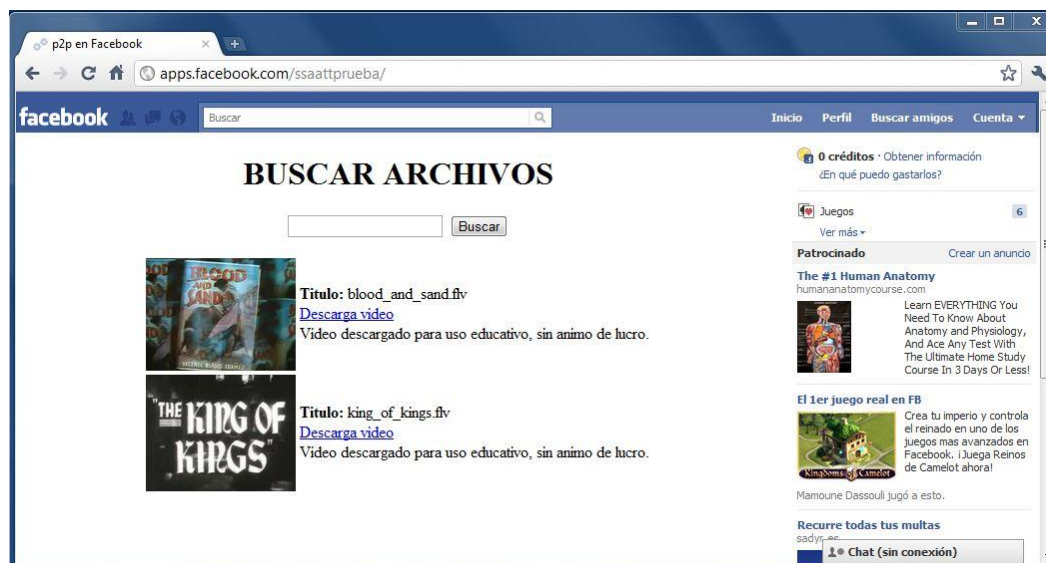 p2p en Facebook
apps.facebook.com/ssaattprueba/
facebook
Buscar
Inicio Perfil Buscar amigos Cuenta
BUSCAR ARCHIVOS
Buscar
BLOOD
AND
SAND
VICENTE BLASCO IBAÑEZ
Titulo: blood_and_sand.flv
Descarga video
Video descargado para uso educativo, sin animo de lucro.
"THE KING OF
KINGS"
Titulo: king_of_kings.flv
Descarga video
Video descargado para uso educativo, sin animo de lucro.
0 créditos · Obtener información
¿En qué puedo gastarlos?
Juegos 6
Ver más
Patrocinado Crear un anuncio
The #1 Human Anatomy
humananatomycourse.com
Learn EVERYTHING You
Need To Know About
Anatomy and Physiology,
And Ace Any Test With
The Ultimate Home Study
Course In 3 Days Or Less!
El 1er juego real en FB
Kingdoms of Camelot
Crea tu imperio y controla
el reinado en uno de los
juegos mas avanzados en
Facebook. ¡Juega Reinos
de Camelot ahora!
Mamoune Dassouli jugó a esto.
Recurre todas tus multas
Chat (sin conexión)